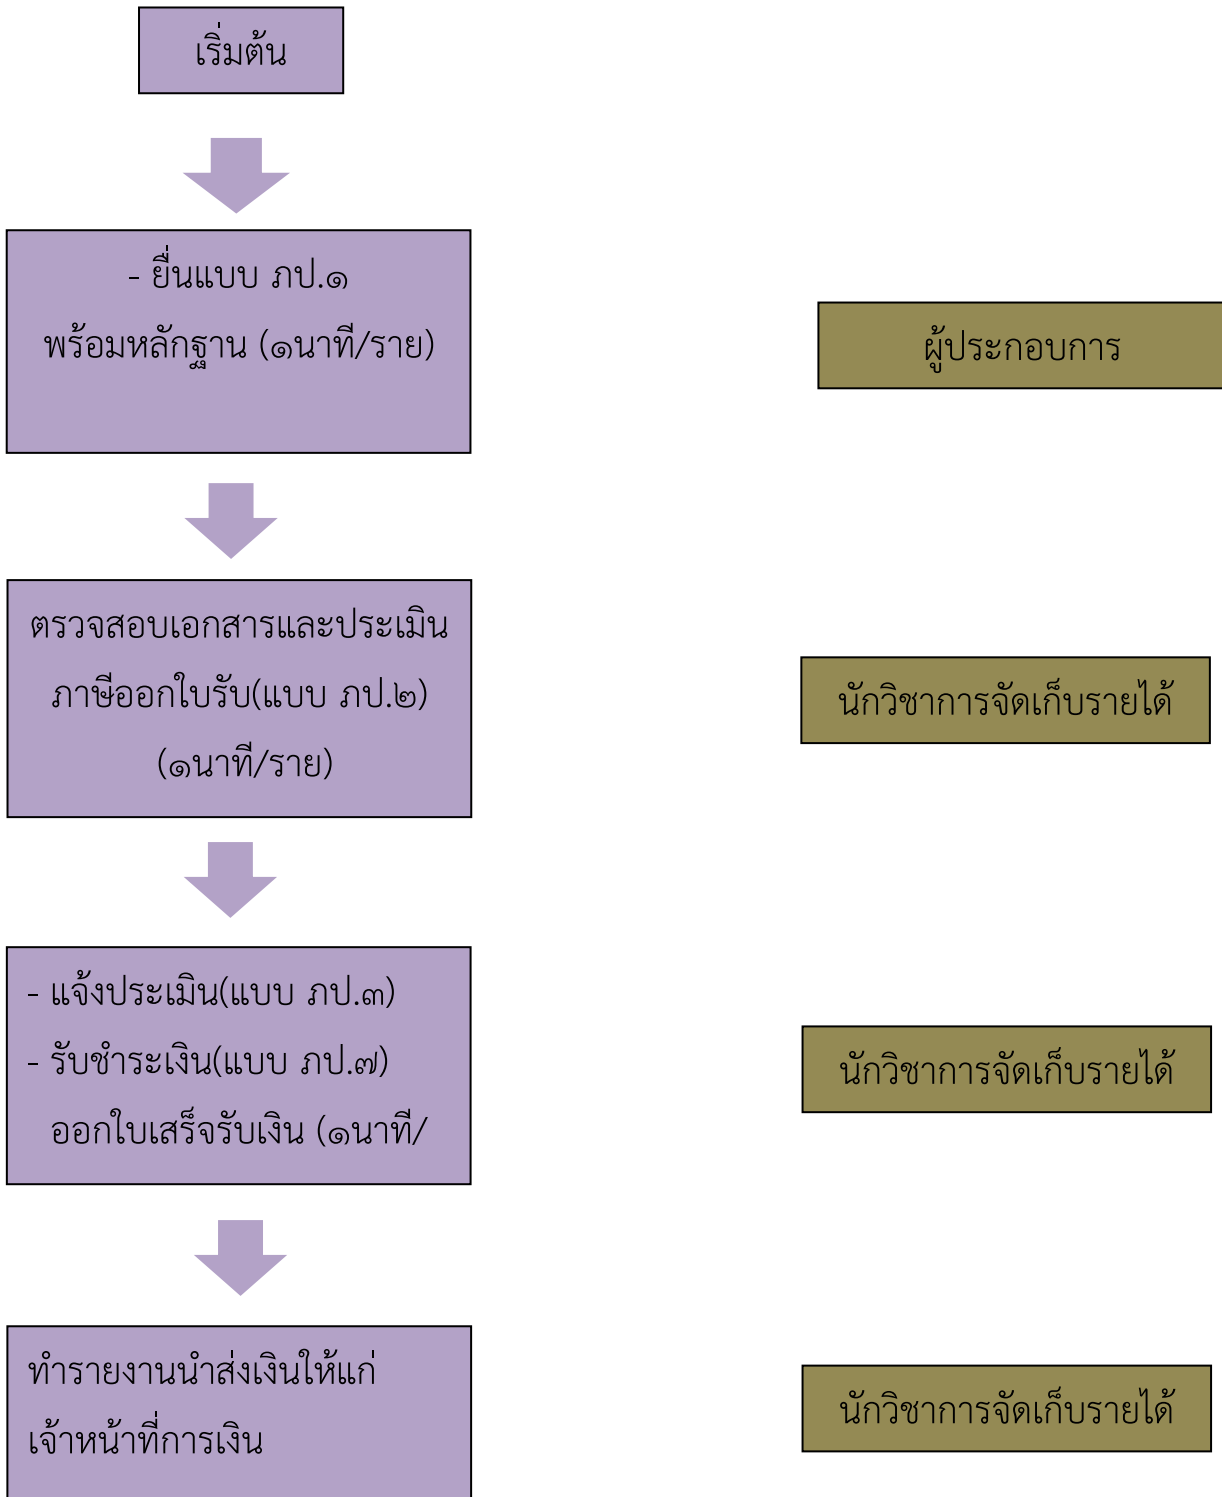 เริ่มต้น
- ยื่นแบบ ภป.๑
พร้อมหลักฐาน (๑นาที/ราย)
ผู้ประกอบการ
ตรวจสอบเอกสารและประเมิน
ภาษีออกใบรับ(แบบ ภป.๒)
(๑นาที/ราย)
นักวิชาการจัดเก็บรายได้
- แจ้งประเมิน(แบบ ภป.๓)
- รับชำระเงิน(แบบ ภป.๗)
ออกใบเสร็จรับเงิน (๑นาที/
นักวิชาการจัดเก็บรายได้
ทำรายงานนำส่งเงินให้แก่
เจ้าหน้าที่การเงิน
นักวิชาการจัดเก็บรายได้